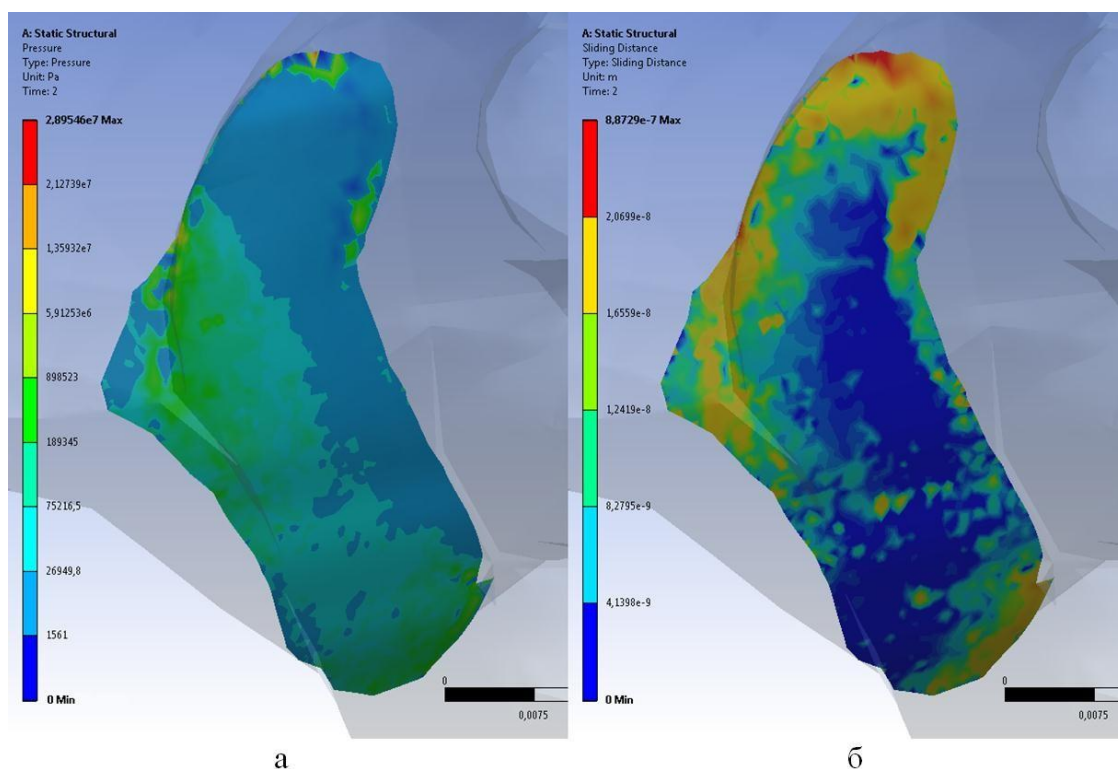 A: Static Structural
Pressure
Type: Pressure
Unit: Pa
Time: 2
2,89546e7 Max
2,12739e7
1,35932e7
5,91253e6
898523
189345
75216,5
26949,8
1561
0 Min
0
0,0075
а
A: Static Structural
Sliding Distance
Type: Sliding Distance
Unit: m
Time: 2
8,8729e-7 Max
2,0699e-8
1,6559e-8
1,2419e-8
8,2795e-9
4,1398e-9
0 Min
0
0,0075
б